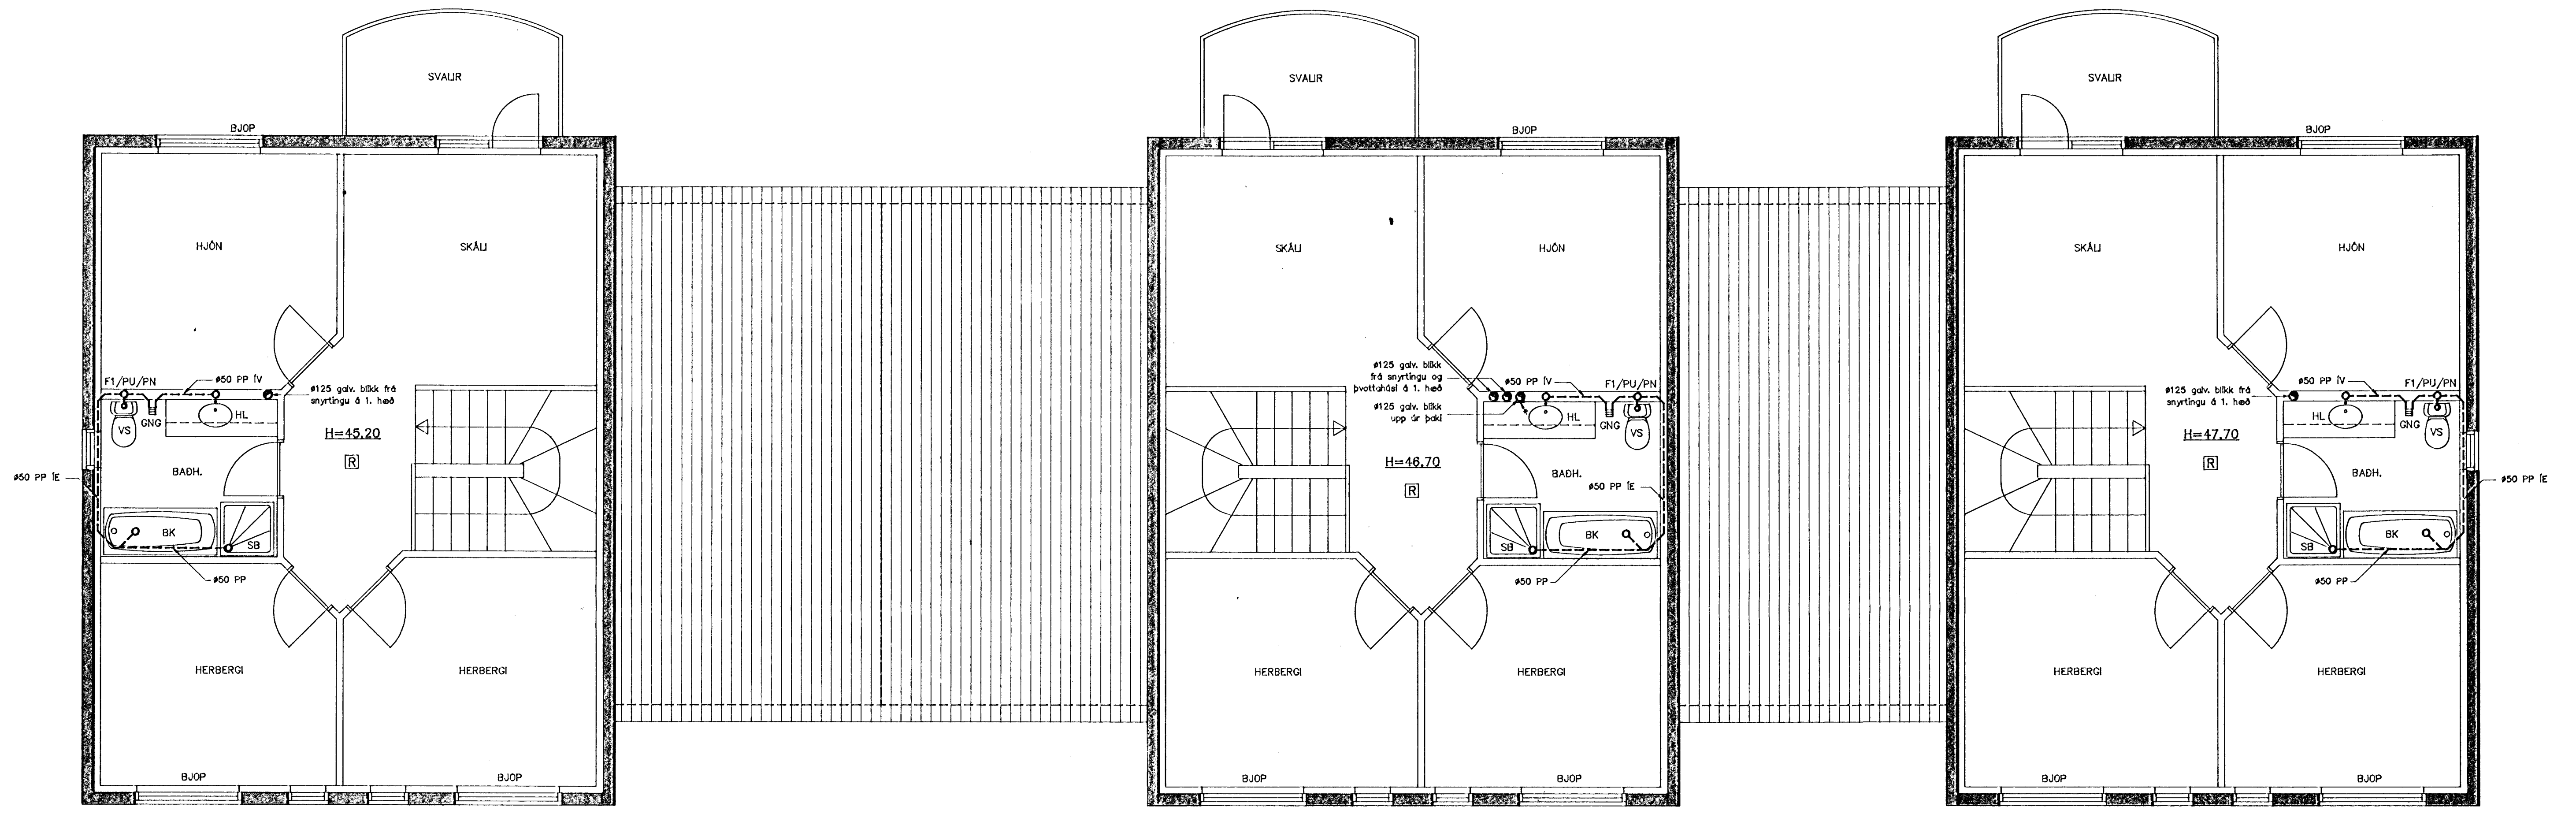 SVALIR
BJOP
HJÓN
SKÁLI
F1/PU/PN
ø50 PP ÍV
ø125 galv. blikk frá
snyrtingu á 1. hæð
VS
GNG
HL
H=45.20
R
BAÐH.
ø50 PP ÍE
BK
SB
ø50 PP
HERBERGI
HERBERGI
BJOP
BJOP
SVALIR
BJOP
SKÁLI
HJÓN
ø125 galv. blikk
frá snyrtingu og
þvottahúsi á 1. hæð
ø50 PP ÍV
F1/PU/PN
ø125 galv. blikk
upp úr þaki
HL
GNG
VS
H=46.70
R
BAÐH.
ø50 PP ÍE
SB
BK
ø50 PP
HERBERGI
HERBERGI
BJOP
BJOP
SVALIR
BJOP
SKÁLI
HJÓN
ø125 galv. blikk frá
snyrtingu á 1. hæð
ø50 PP ÍV
F1/PU/PN
HL
GNG
VS
H=47.70
R
BAÐH.
ø50 PP ÍE
SB
BK
ø50 PP
HERBERGI
HERBERGI
BJOP
BJOP